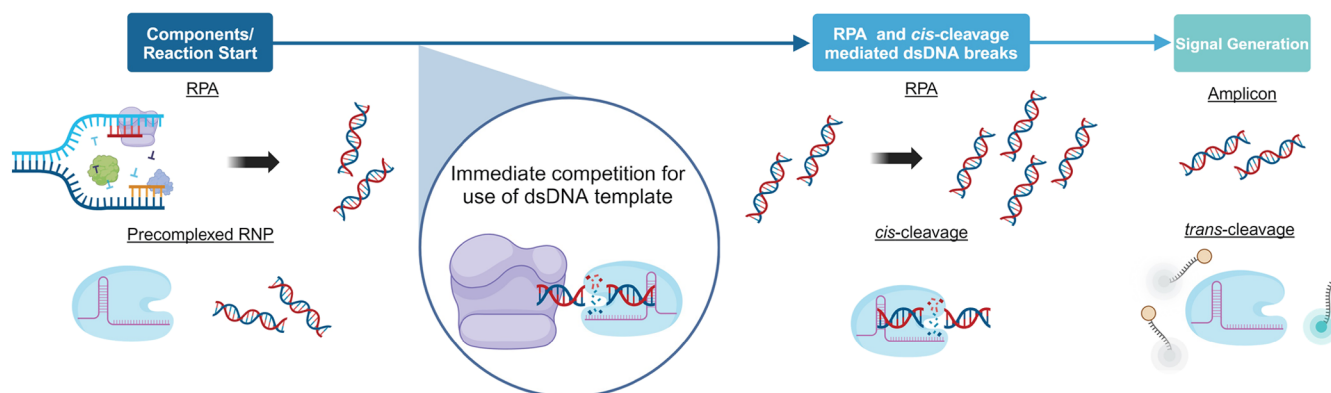 Components/
Reaction Start
RPA and cis-cleavage
mediated dsDNA breaks
Signal Generation
RPA
RPA
Amplicon
Immediate competition for
use of dsDNA template
Precomplexed RNP
cis-cleavage
trans-cleavage